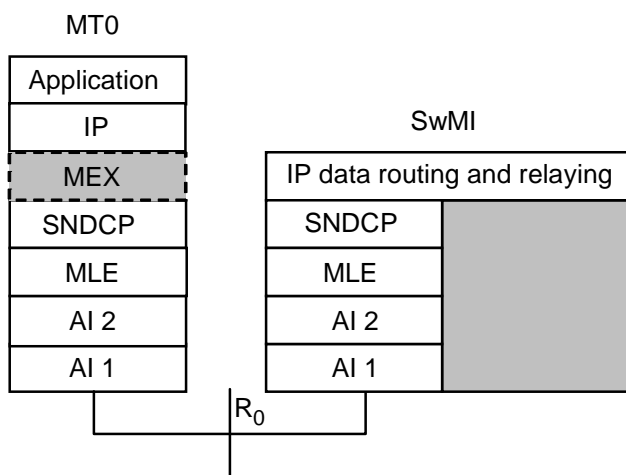 MT0
Application
IP
MEX
SNDCP
MLE
AI 2
AI 1
SwMI
IP data routing and relaying
SNDCP
MLE
AI 2
AI 1
R0